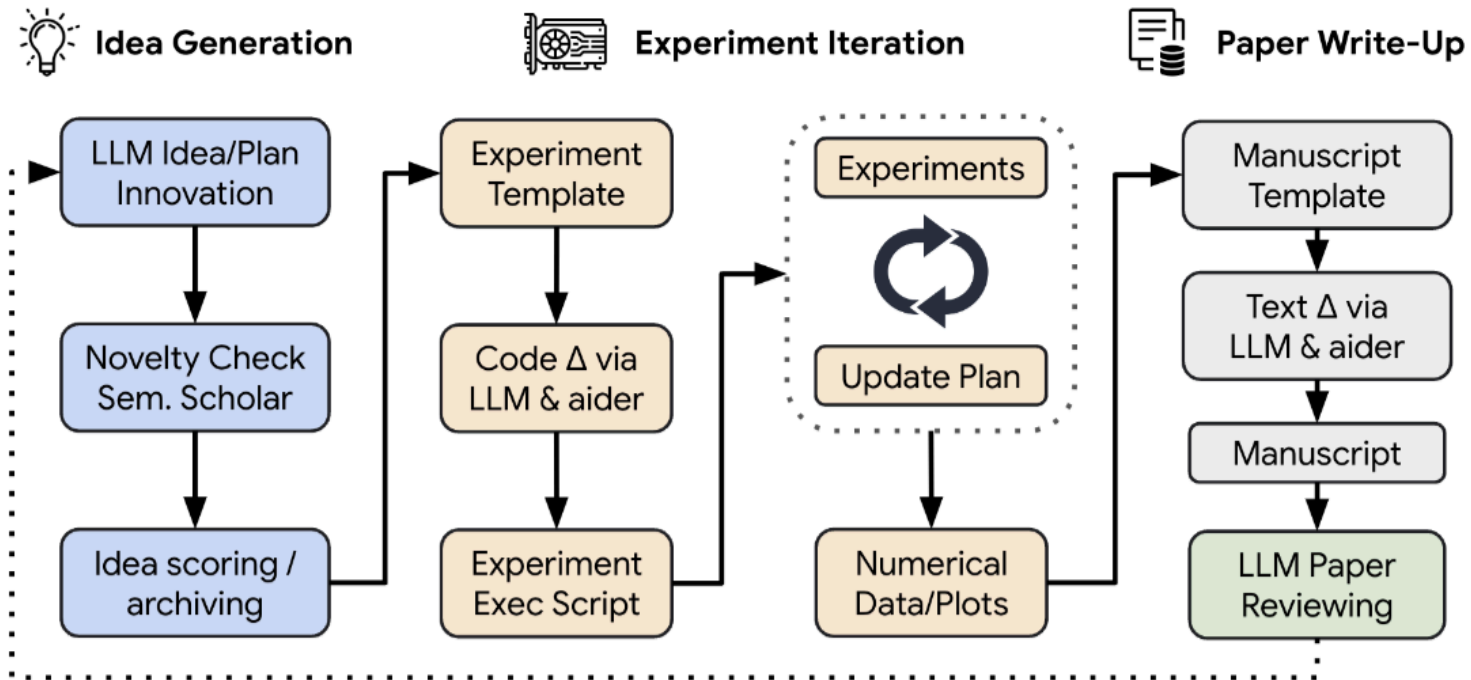 Idea Generation
Experiment Iteration
Paper Write-Up
LLM Idea/Plan
Innovation
Novelty Check
Sem. Scholar
Idea scoring /
archiving
Experiment
Template
Code Δ via
LLM & aider
Experiment
Exec Script
Experiments
Update Plan
Numerical
Data/Plots
Manuscript
Template
Text Δ via
LLM & aider
Manuscript
LLM Paper
Reviewing